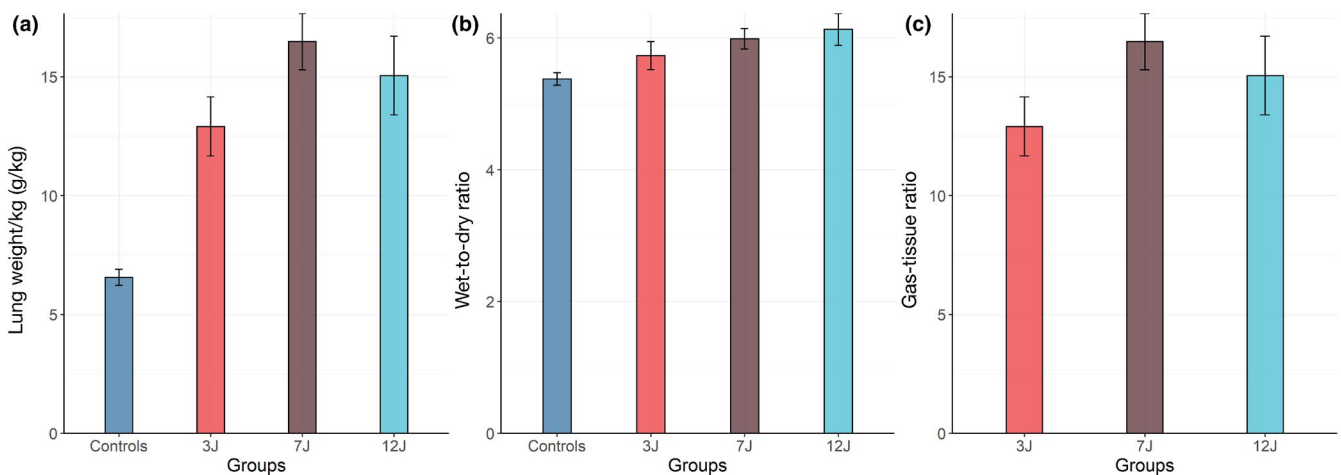 (a)
Lung weight/kg (g/kg)
15
10
5
0
Controls 3J 7J 12J
Groups
(b)
Wet-to-dry ratio
6
4
2
0
Controls 3J 7J 12J
Groups
(c)
Gas-tissue ratio
15
10
5
0
3J 7J 12J
Groups